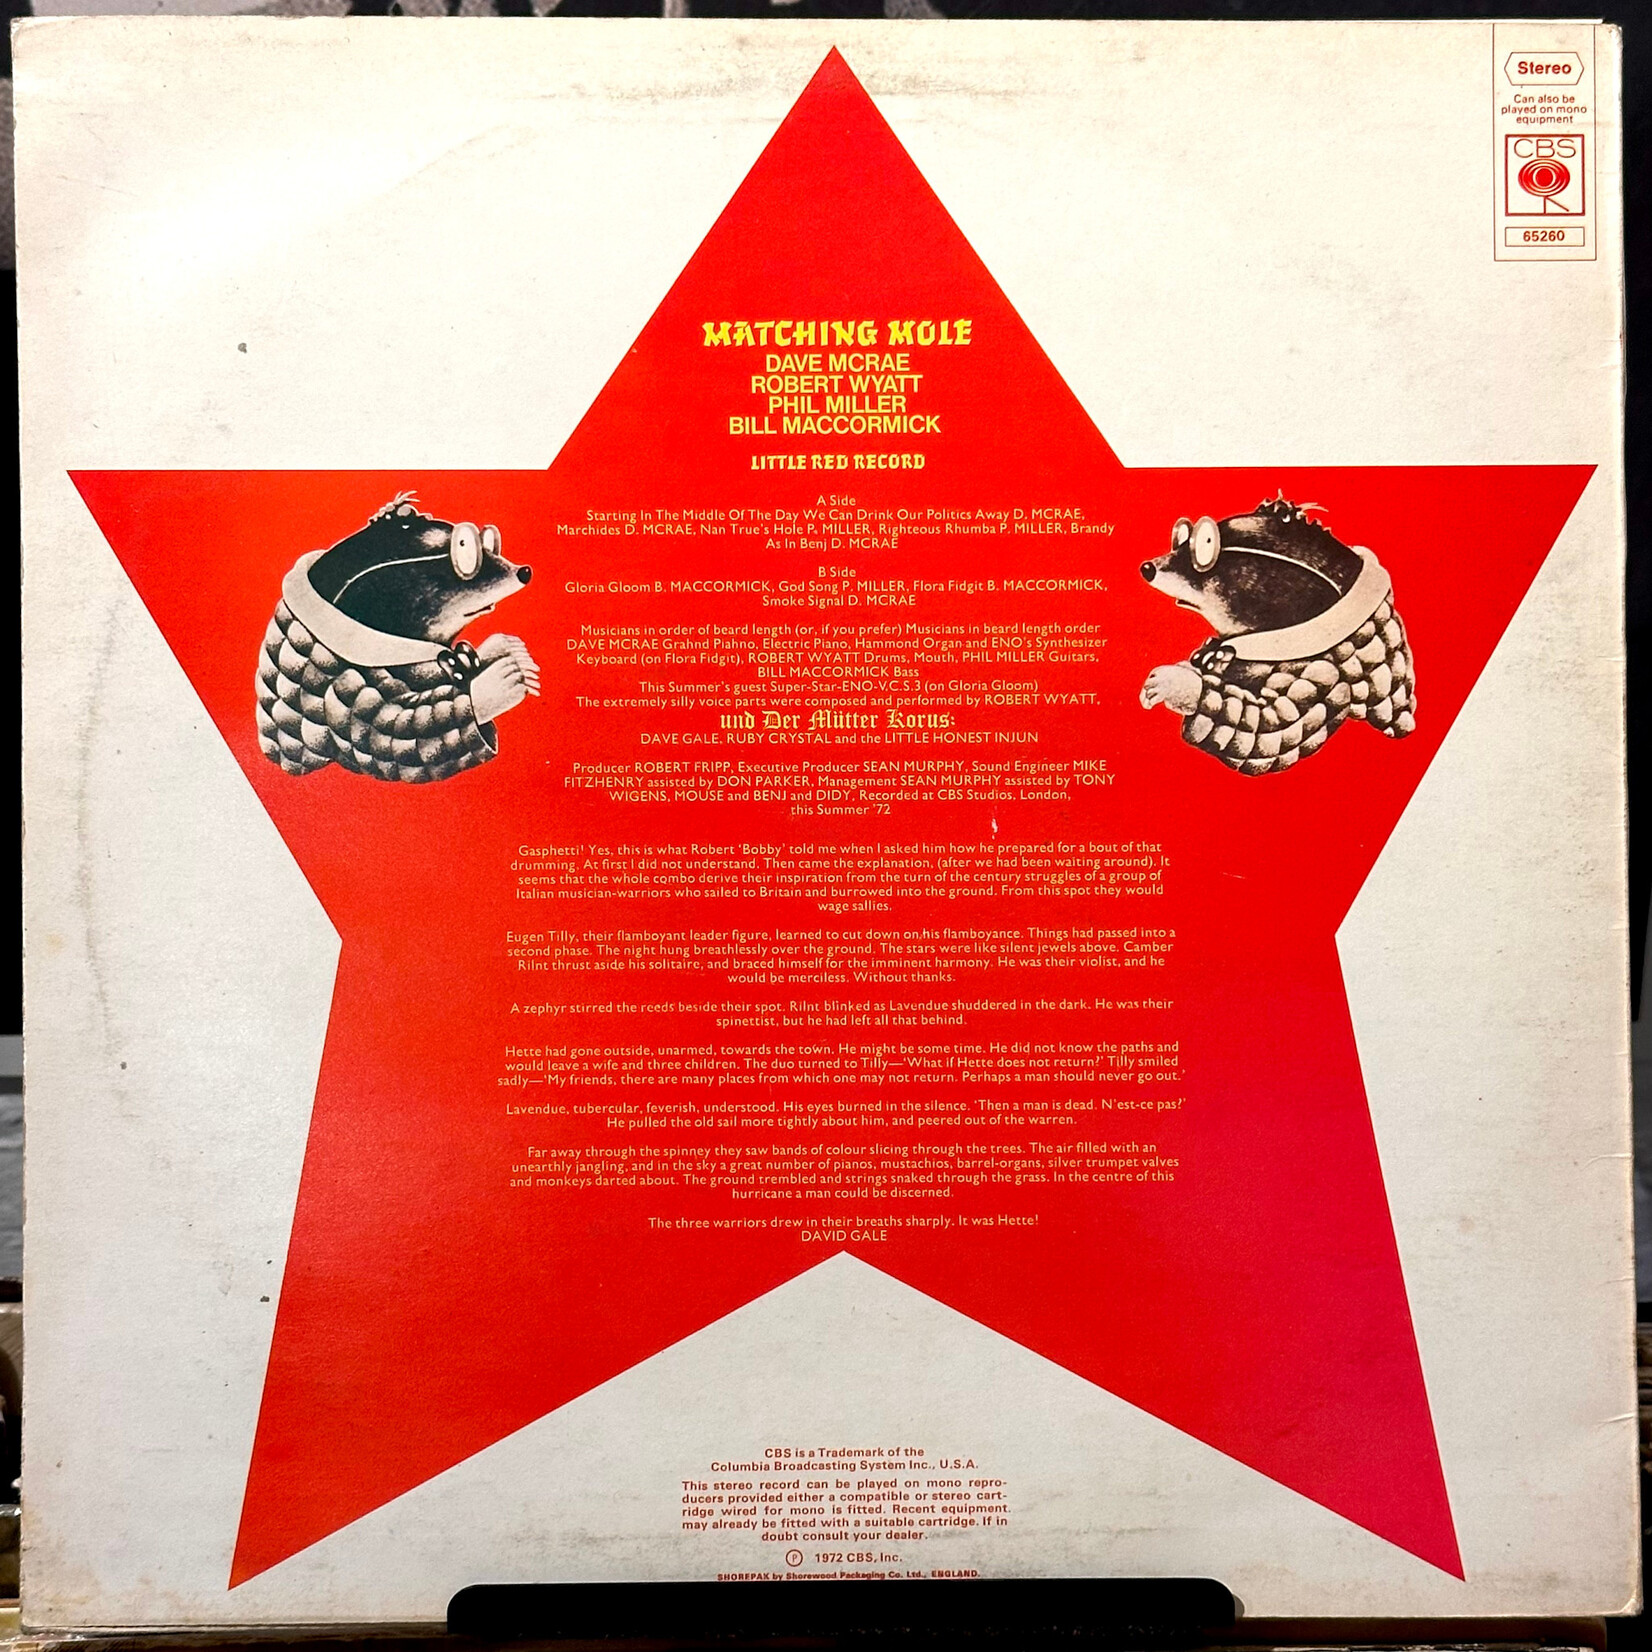 Stereo
Can also be
played on mono
equipment
CBS
65260
MATCHING MOLE
DAVE MCRAE
ROBERT WYATT
PHIL MILLER
BILL MACCORMICK
LITTLE RED RECORD
A Side
Starting In The Middle Of The Day We Can Drink Our Politics Away D. MCRAE,
Marchides D. MCRAE, Nan True's Hole P. MILLER, Righteous Rhumba P. MILLER, Brandy
As In Benj D. MCRAE
B Side
Gloria Gloom B. MACCORMICK, God Song P. MILLER, Flora Fidgit B. MACCORMICK,
Smoke Signal D. MCRAE
Musicians in order of beard length (or, if you prefer) Musicians in beard length order
DAVE MCRAE Grahnd Piahno, Electric Piano, Hammond Organ and ENO's Synthesizer
Keyboard (on Flora Fidgit), ROBERT WYATT Drums, Mouth, PHIL MILLER Guitars,
BILL MACCORMICK Bass
This Summer's guest Super-Star-ENO-V.C.S.3 (on Gloria Gloom)
The extremely silly voice parts were composed and performed by ROBERT WYATT,
und Der Mütter Korus:
DAVE GALE, RUBY CRYSTAL and the LITTLE HONEST INJUN
Producer ROBERT FRIPP, Executive Producer SEAN MURPHY, Sound Engineer MIKE
FITZHENRY assisted by DON PARKER, Management SEAN MURPHY assisted by TONY
WIGENS, MOUSE and BENJ and DIDY, Recorded at CBS Studios, London,
this Summer '72
Gasphetti! Yes, this is what Robert 'Bobby' told me when I asked him how he prepared for a bout of that
drumming. At first I did not understand. Then came the explanation, (after we had been waiting around). It
seems that the whole combo derive their inspiration from the turn of the century struggles of a group of
Italian musician-warriors who sailed to Britain and burrowed into the ground. From this spot they would
wage sallies.
Eugen Tilly, their flamboyant leader figure, learned to cut down on his flamboyance. Things had passed into a
second phase. The night hung breathlessly over the ground. The stars were like silent jewels above. Camber
Rilnt thrust aside his solitaire, and braced himself for the imminent harmony. He was their violist, and he
would be merciless. Without thanks.
A zephyr stirred the reeds beside their spot. Rilnt blinked as Lavendue shuddered in the dark. He was their
spinettist, but he had left all that behind.
Hette had gone outside, unarmed, towards the town. He might be some time. He did not know the paths and
would leave a wife and three children. The duo turned to Tilly—'What if Hette does not return?' Tilly smiled
sadly—'My friends, there are many places from which one may not return. Perhaps a man should never go out.'
Lavendue, tubercular, feverish, understood. His eyes burned in the silence. 'Then a man is dead. N'est-ce pas?'
He pulled the old sail more tightly about him, and peered out of the warren.
Far away through the spinney they saw bands of colour slicing through the trees. The air filled with an
unearthly jangling, and in the sky a great number of pianos, mustachios, barrel-organs, silver trumpet valves
and monkeys darted about. The ground trembled and strings snaked through the grass. In the centre of this
hurricane a man could be discerned.
The three warriors drew in their breaths sharply. It was Hette!
DAVID GALE
CBS is a Trademark of the
Columbia Broadcasting System Inc., U.S.A.
This stereo record can be played on mono repro-
ducers provided either a compatible or stereo cart-
ridge wired for mono is fitted. Recent equipment
may already be fitted with a suitable cartridge. If in
doubt consult your dealer.
Ⓟ 1972 CBS, Inc.
SHOREPAK by Shorewood Packaging Co. Ltd., ENGLAND.